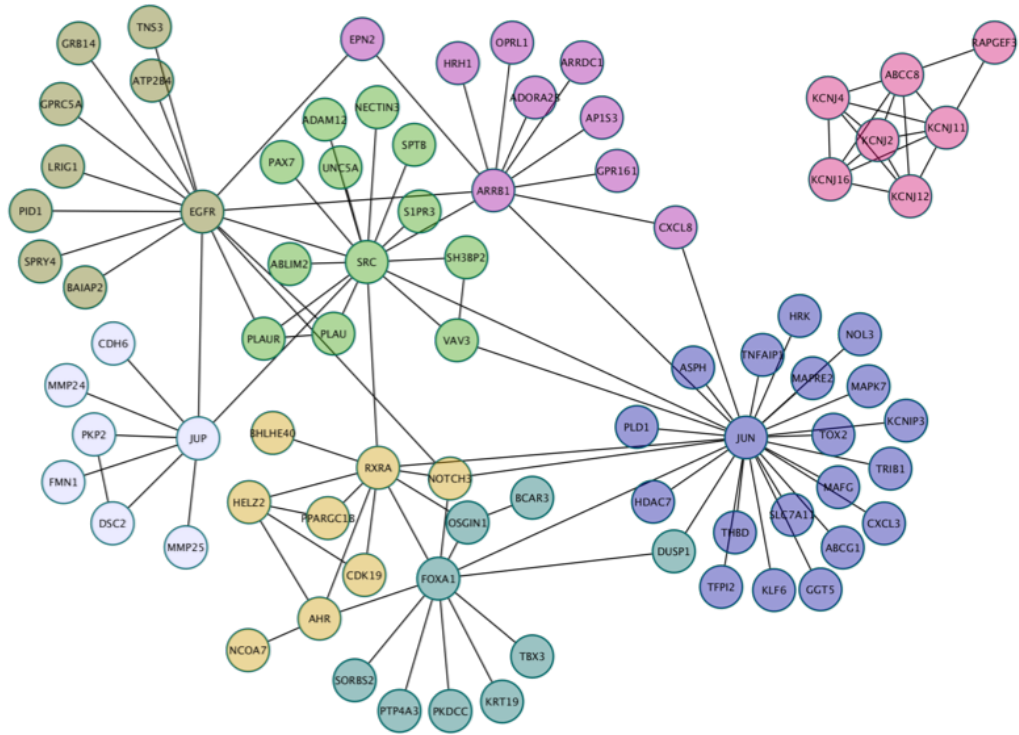 TNS3
GRB14
EPN2
OPRL1
RAPGEF3
HRH1
ARRDC1
ATP2B4
ABCC8
GPRC5A
NECTIN3
ADORA2B
KCNJ4
ADAM12
AP1S3
KCNJ11
SPTB
KCNJ2
PAX7
UNC5A
LRIG1
GPR161
KCNJ16
ARRB1
KCNJ12
PID1
EGFR
S1PR3
CXCL8
SPRY4
ABLIM2
SRC
SH3BP2
BAIAP2
HRK
PLAUR
PLAU
VAV3
NOL3
CDH6
TNFAIP3
ASPH
MAPRE2
MMP24
MAPK7
KCNIP3
PLD1
BHLHE40
PKP2
JUP
JUN
TOX2
RXRA
NOTCH3
TRIB1
FMN1
MAFG
BCAR3
HELZ2
HDAC7
PPARGC1B
OSGIN1
SLC7A11
CXCL3
DSC2
THBD
MMP25
DUSP1
ABCG1
CDK19
FOXA1
TFPI2
KLF6
GGT5
AHR
NCOA7
TBX3
SORBS2
KRT19
PTP4A3
PKDCC